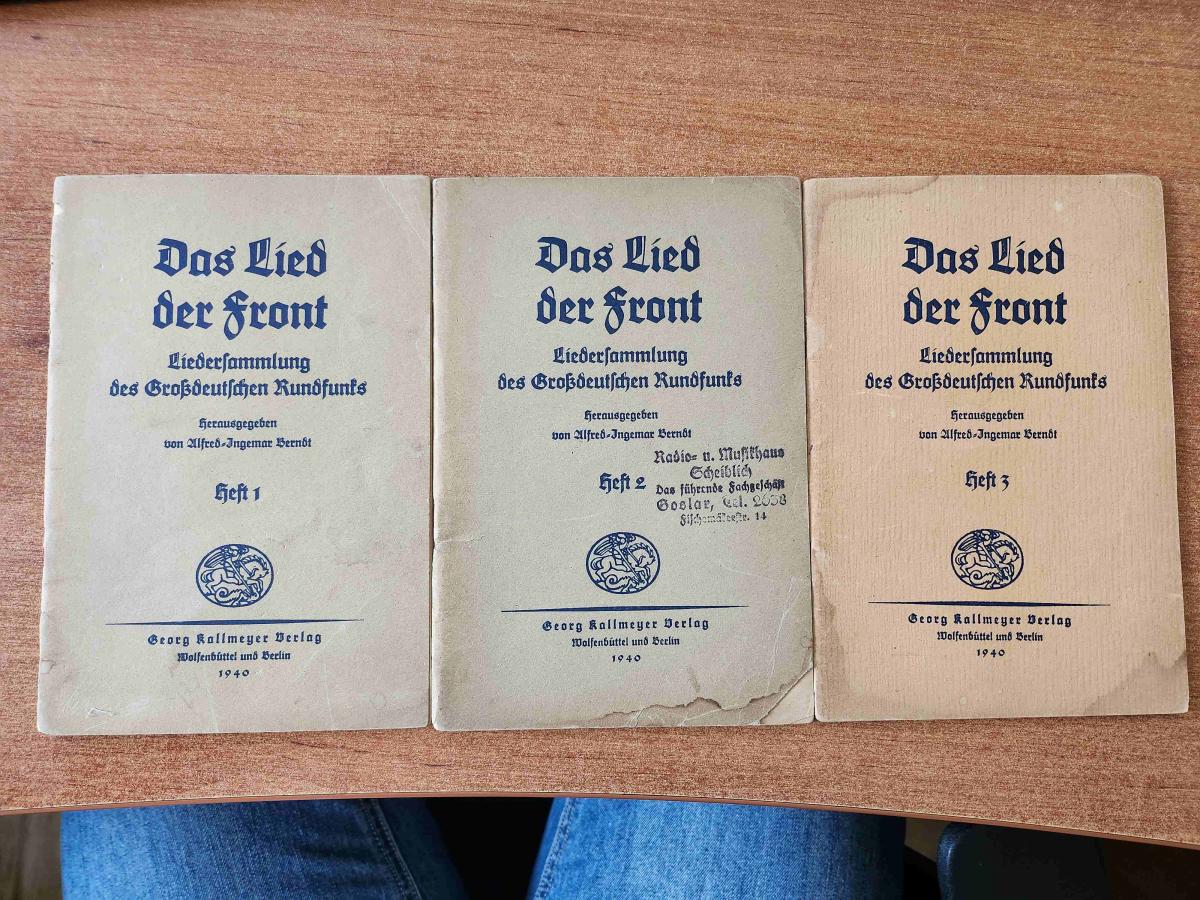 Das Lied
der Front
Liedersammlung
des Großdeutschen Rundfunks
Herausgegeben
von Alfred-Ingemar Berndt
Heft 1
Georg Kallmeyer Verlag
Wolfenbüttel und Berlin
1940
Das Lied
der Front
Liedersammlung
des Großdeutschen Rundfunks
Herausgegeben
von Alfred-Ingemar Berndt
Heft 2
Radio- u. Musikhaus
Scheiblich
Das führende Fachgeschäft
Goslar, Tel. 2638
14
Georg Kallmeyer Verlag
Wolfenbüttel und Berlin
1940
Das Lied
der Front
Liedersammlung
des Großdeutschen Rundfunks
Herausgegeben
von Alfred-Ingemar Berndt
Heft 3
Georg Kallmeyer Verlag
Wolfenbüttel und Berlin
1940